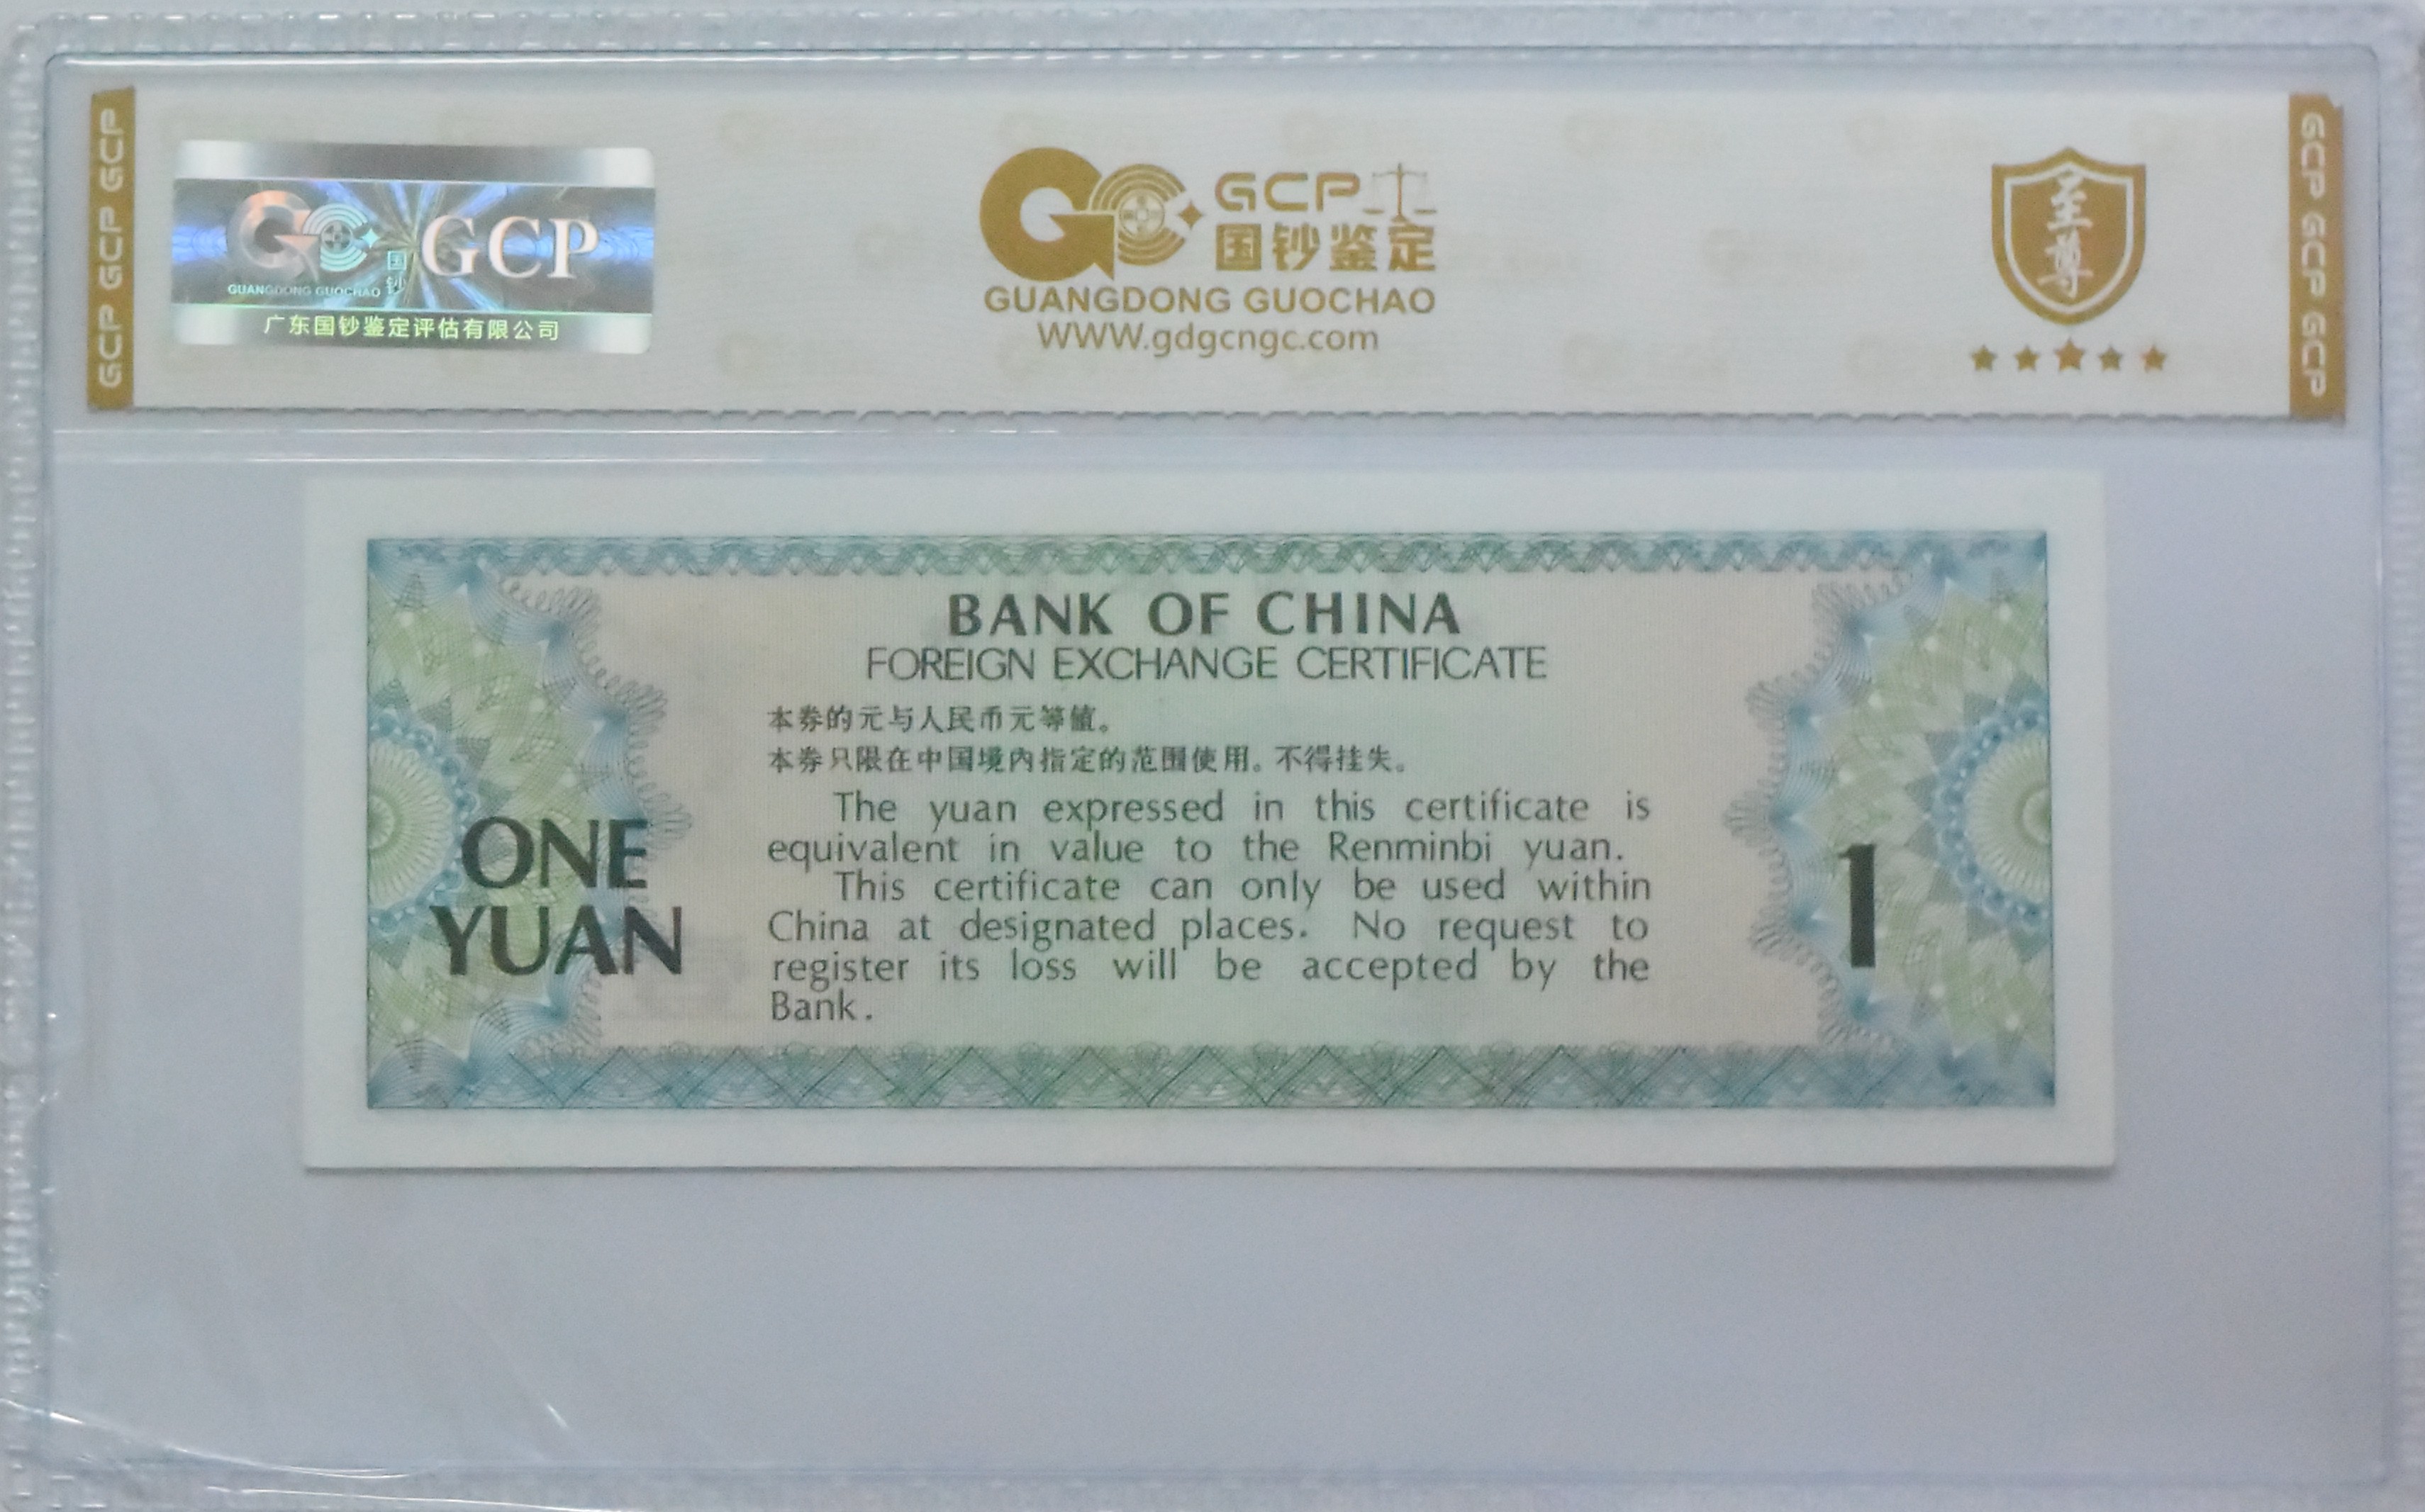 GCP GCP GCP
GCP
国钞
GUANGDONG GUOCHAO
广东国钞鉴定评估有限公司
GCP
国钞鉴定
GUANGDONG GUOCHAO
WWW.gdgcngc.com
至尊
GCP GCP GCP
BANK OF CHINA
FOREIGN EXCHANGE CERTIFICATE
本券的元与人民币元等值。
本券只限在中国境内指定的范围使用。不得挂失。
The yuan expressed in this certificate is
equivalent in value to the Renminbi yuan.
This certificate can only be used within
China at designated places. No request to
register its loss will be accepted by the
Bank.
ONE
YUAN
1